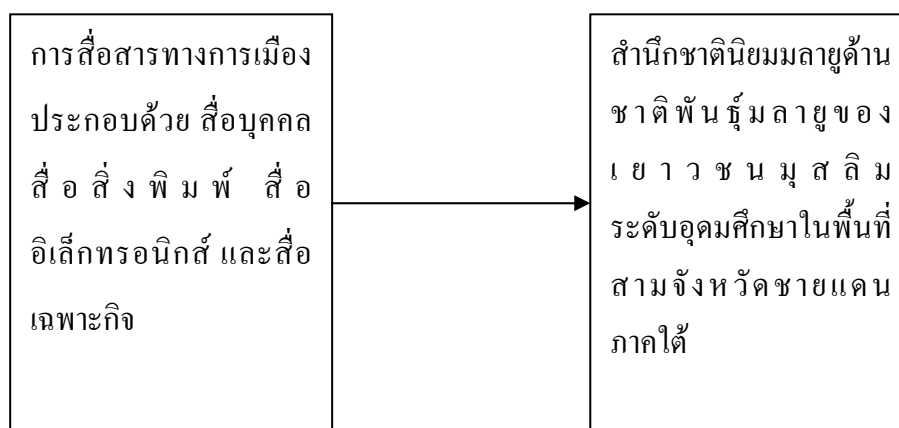 การสื่อสารทางการเมือง
ประกอบด้วย สื่อบุคคล
สื่อสิ่งพิมพ์ สื่อ
อิเล็กทรอนิกส์ และสื่อ
เฉพาะกิจ
สำนึกชาตินิยมมลายูด้าน
ชาติพันธุ์มลายูของ
เยาวชนมุสลิม
ระดับอุดมศึกษาในพื้นที่
สามจังหวัดชายแดน
ภาคใต้